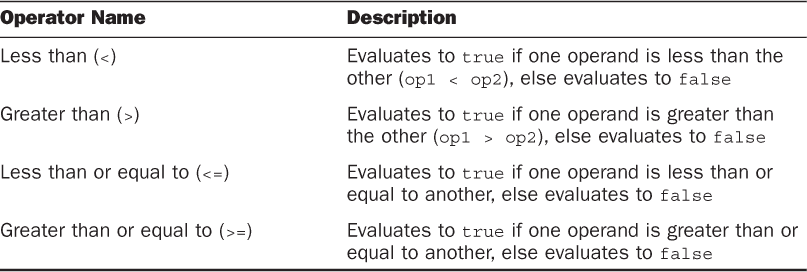 Operator Name Description
Less than (<) Evaluates to true if one operand is less than the
other (op1 < op2), else evaluates to false
Greater than (>) Evaluates to true if one operand is greater than
the other (op1 > op2), else evaluates to false
Less than or equal to (<=) Evaluates to true if one operand is less than or
equal to another, else evaluates to false
Greater than or equal to (>=) Evaluates to true if one operand is greater than or
equal to another, else evaluates to false